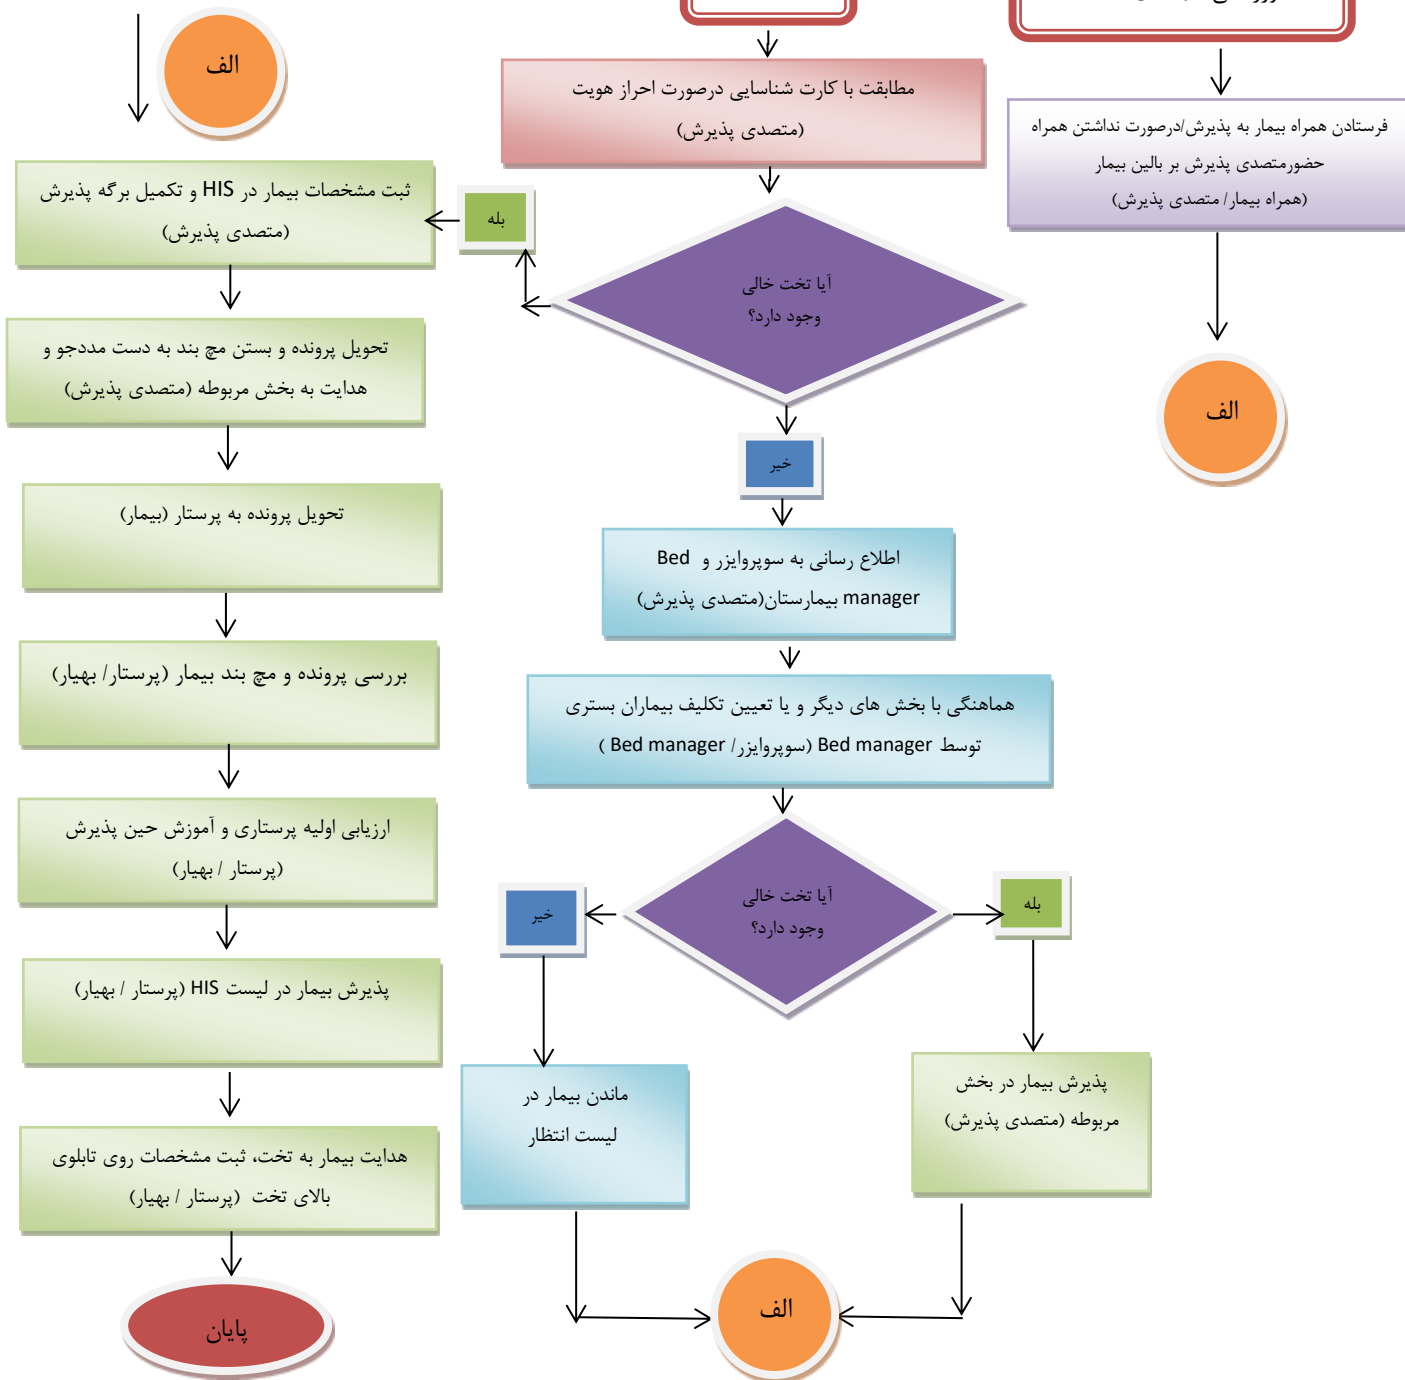 فرستادن همراه بیمار به پذیرش/درصورت نداشتن همراه
حضورمتصدی پذیرش بر بالین بیمار
(همراه بیمار/ متصدی پذیرش)
الف
مطابقت با کارت شناسایی درصورت احراز هویت
(متصدی پذیرش)
آیا تخت خالی
وجود دارد؟
بله
خیر
اطلاع رسانی به سوپروایزر و Bed
manager بیمارستان(متصدی پذیرش)
هماهنگی با بخش های دیگر و یا تعیین تکلیف بیماران بستری
توسط Bed manager (سوپروایزر/ Bed manager )
آیا تخت خالی
وجود دارد؟
بله
خیر
پذیرش بیمار در بخش
مربوطه (متصدی پذیرش)
ماندن بیمار در
لیست انتظار
الف
الف
ثبت مشخصات بیمار در HIS و تکمیل برگه پذیرش
(متصدی پذیرش)
تحویل پرونده و بستن مچ بند به دست مددجو و
هدایت به بخش مربوطه (متصدی پذیرش)
تحویل پرونده به پرستار (بیمار)
بررسی پرونده و مچ بند بیمار (پرستار/ بهیار)
ارزیابی اولیه پرستاری و آموزش حین پذیرش
(پرستار / بهیار)
پذیرش بیمار در لیست HIS (پرستار / بهیار)
هدایت بیمار به تخت، ثبت مشخصات روی تابلوی
بالای تخت (پرستار / بهیار)
پایان